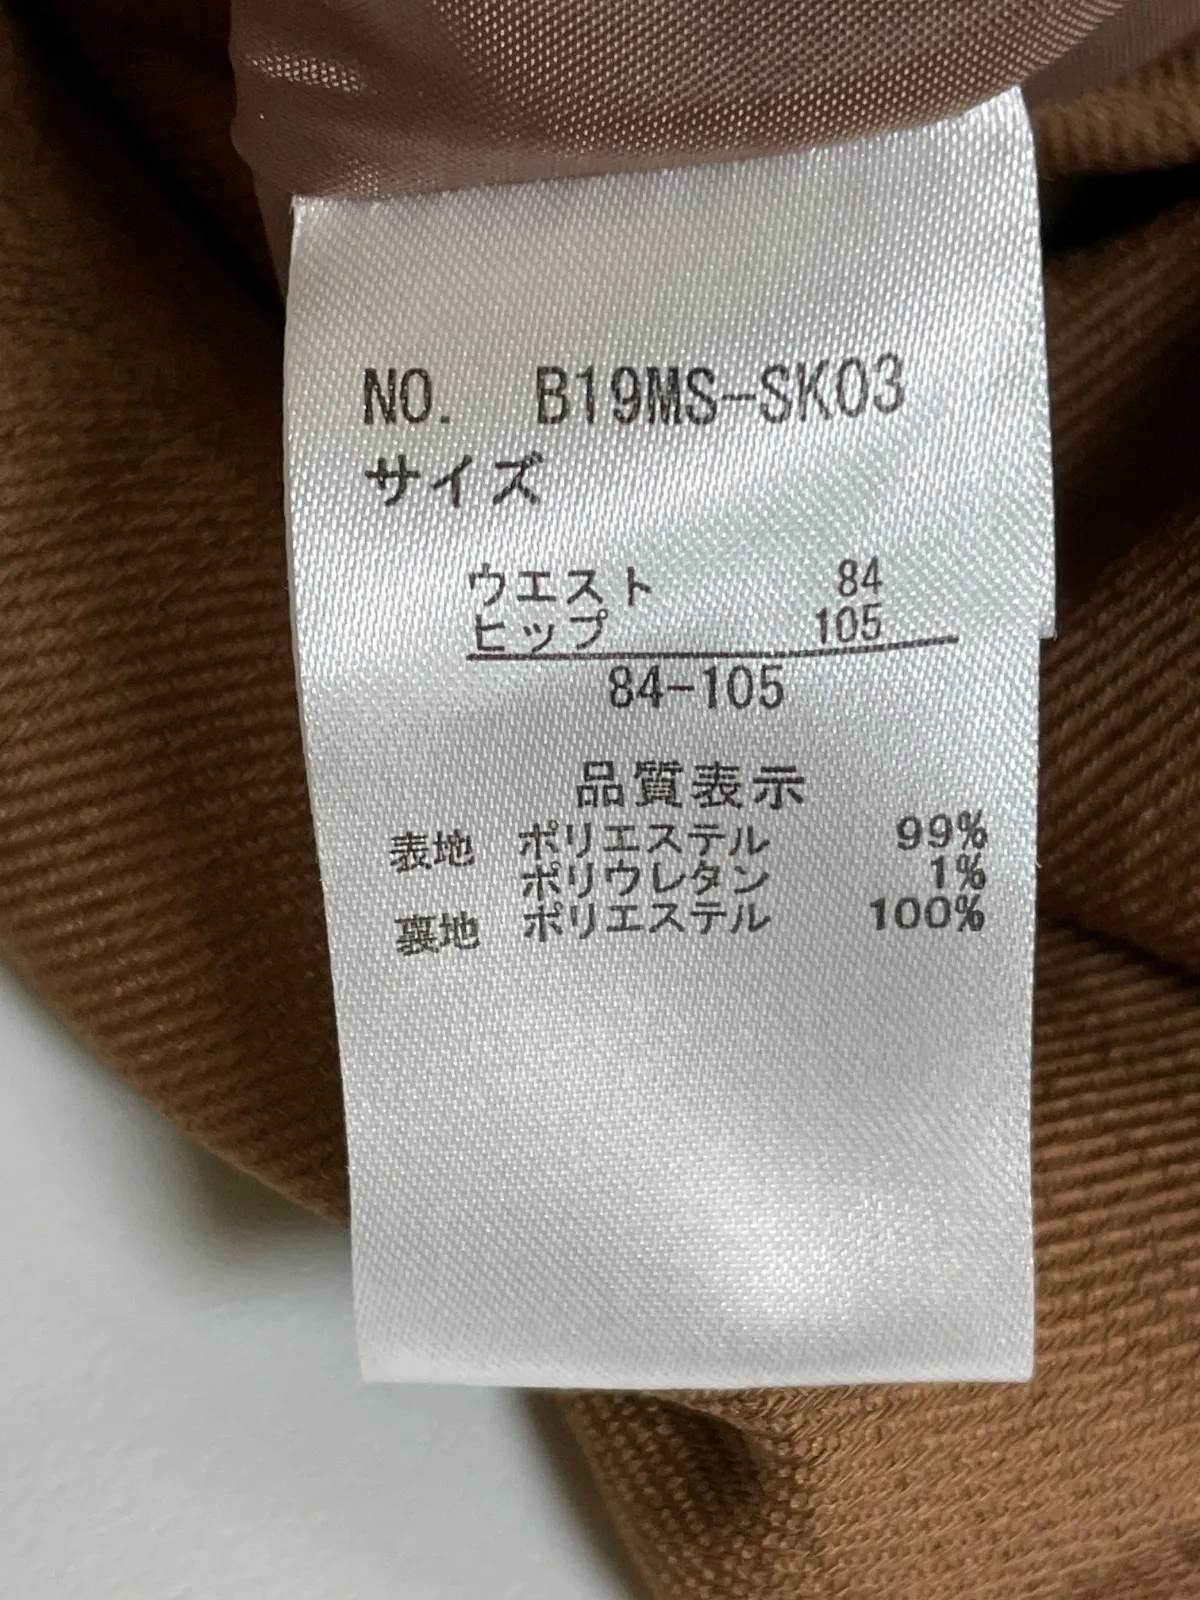 NO. B19MS-SK03
サイズ
ウエスト 84
ヒップ 105
84-105
品質表示
表地 ポリエステル 99%
ポリウレタン 1%
裏地 ポリエステル 100%